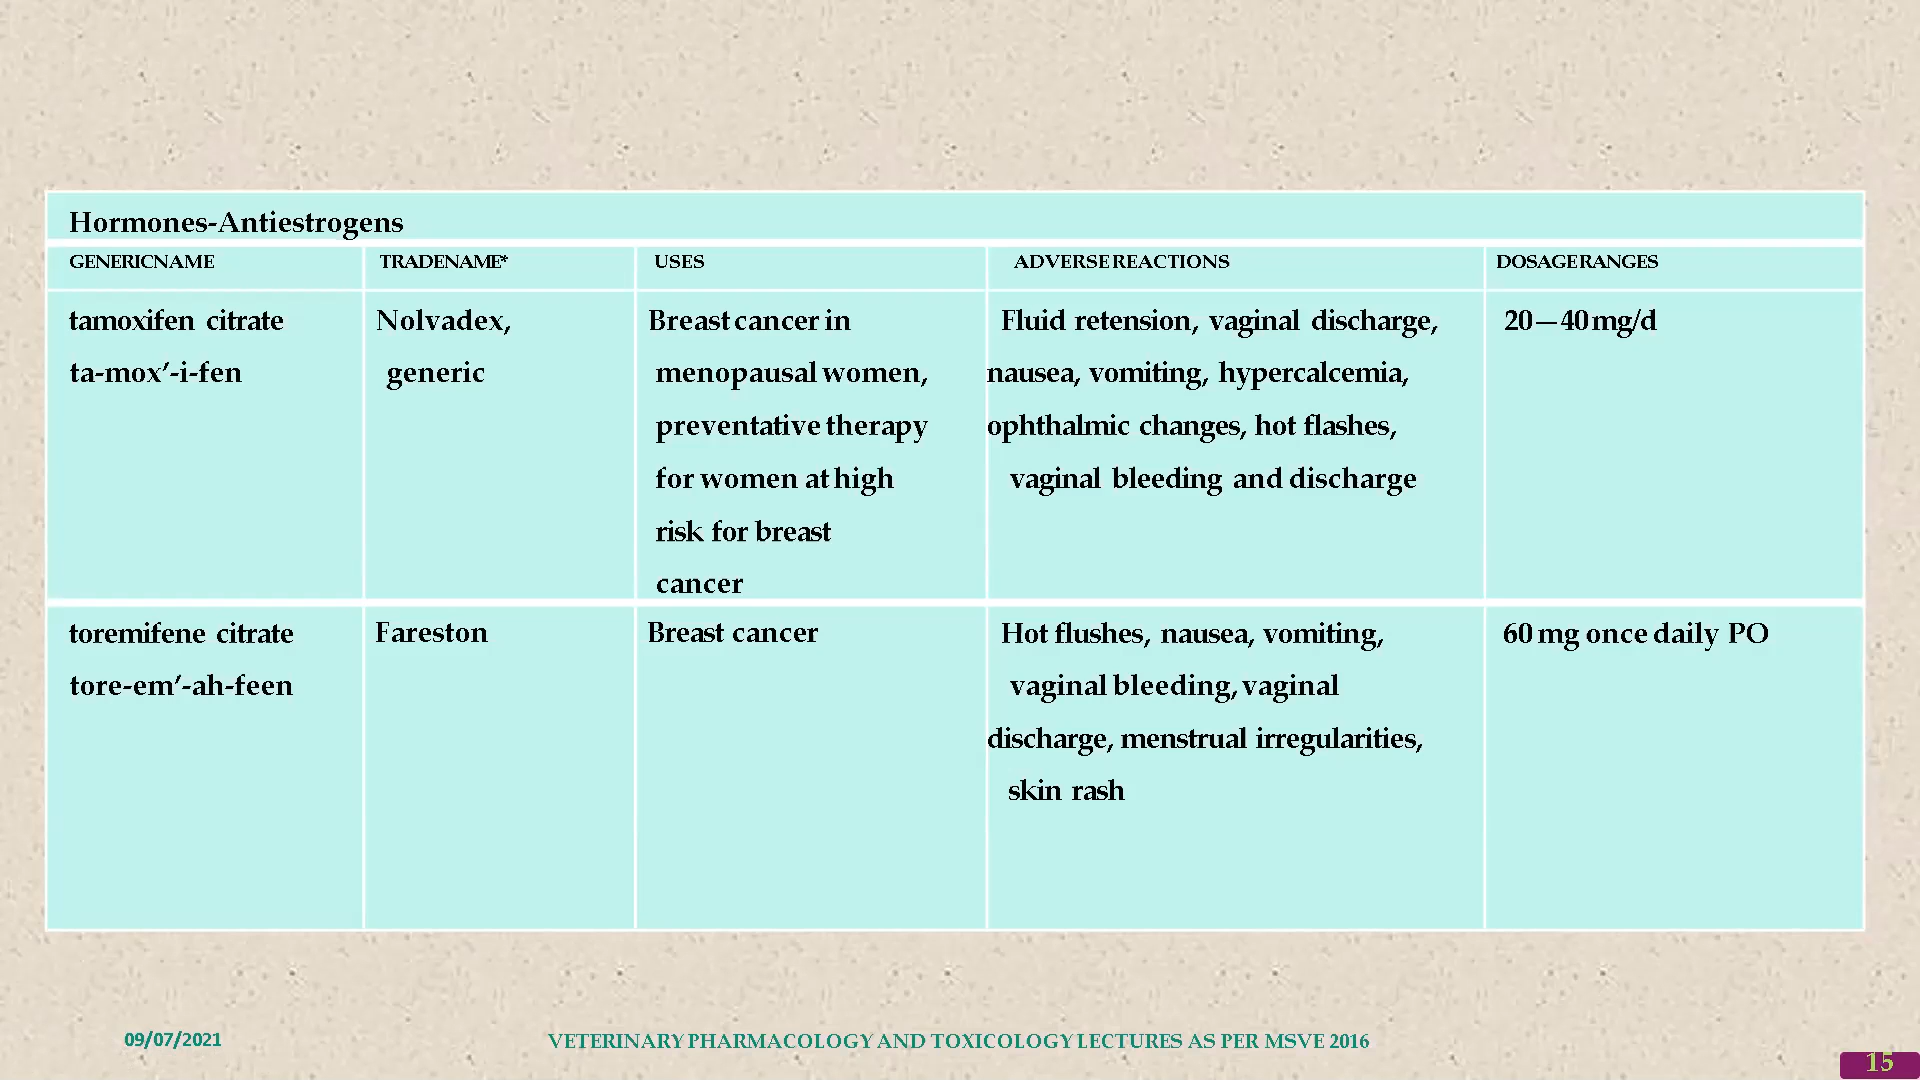 Hormones-Antiestrogens
GENERICNAME TRADENAME* USES ADVERSEREACTIONS DOSAGERANGES
tamoxifen citrate
ta-mox’-i-fen
Nolvadex,
generic
Breast cancer in
menopausal women,
preventative therapy
for women at high
risk for breast
cancer
Fluid retension, vaginal discharge,
nausea, vomiting, hypercalcemia,
ophthalmic changes, hot flashes,
vaginal bleeding and discharge
20—40 mg/d
toremifene citrate
tore-em’-ah-feen
Fareston
Breast cancer
Hot flushes, nausea, vomiting,
vaginal bleeding, vaginal
discharge, menstrual irregularities,
skin rash
60 mg once daily PO
09/07/2021
VETERINARY PHARMACOLOGY AND TOXICOLOGY LECTURES AS PER MSVE 2016
15